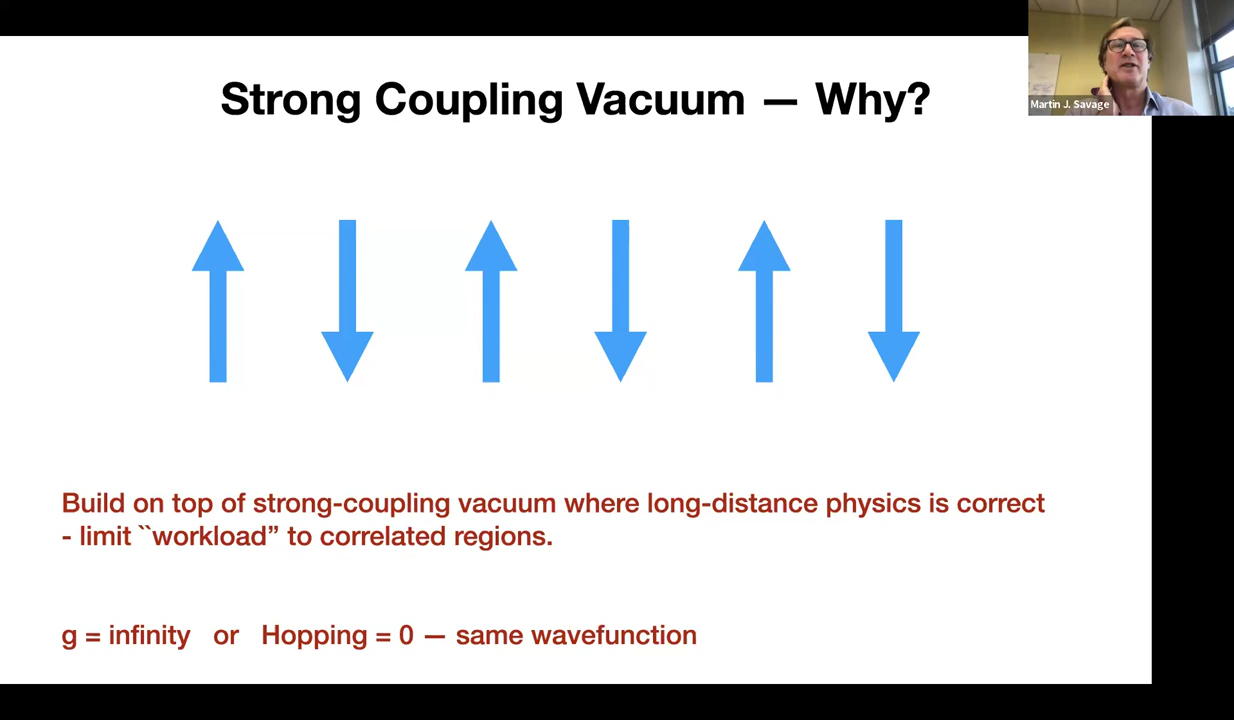 Strong Coupling Vacuum — Why?
Martin J. Savage
Build on top of strong-coupling vacuum where long-distance physics is correct
- limit ``workload” to correlated regions.
g = infinity or Hopping = 0 — same wavefunction